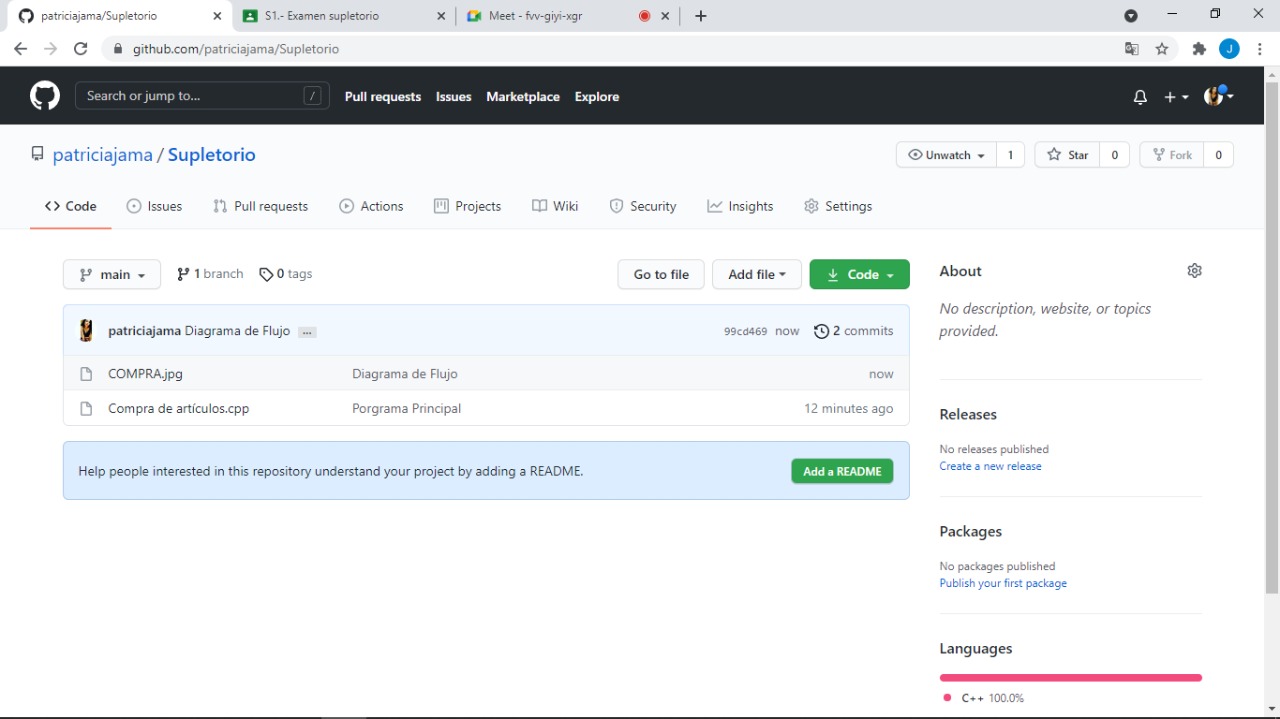 patriciajama/Supletorio
S1.- Examen supletorio
Meet - fvv-giyi-xgr
github.com/patriciajama/Supletorio
J
Search or jump to...
/
Pull requests
Issues
Marketplace
Explore
patriciajama / Supletorio
Unwatch
1
Star
0
Fork
0
Code
Issues
Pull requests
Actions
Projects
Wiki
Security
Insights
Settings
main
1 branch
0 tags
Go to file
Add file
Code
patriciajama Diagrama de Flujo ...
99cd469 now
2 commits
COMPRA.jpg
Diagrama de Flujo
now
Compra de artículos.cpp
Porgrama Principal
12 minutes ago
Help people interested in this repository understand your project by adding a README.
Add a README
About
No description, website, or topics
provided.
Releases
No releases published
Create a new release
Packages
No packages published
Publish your first package
Languages
C++ 100.0%